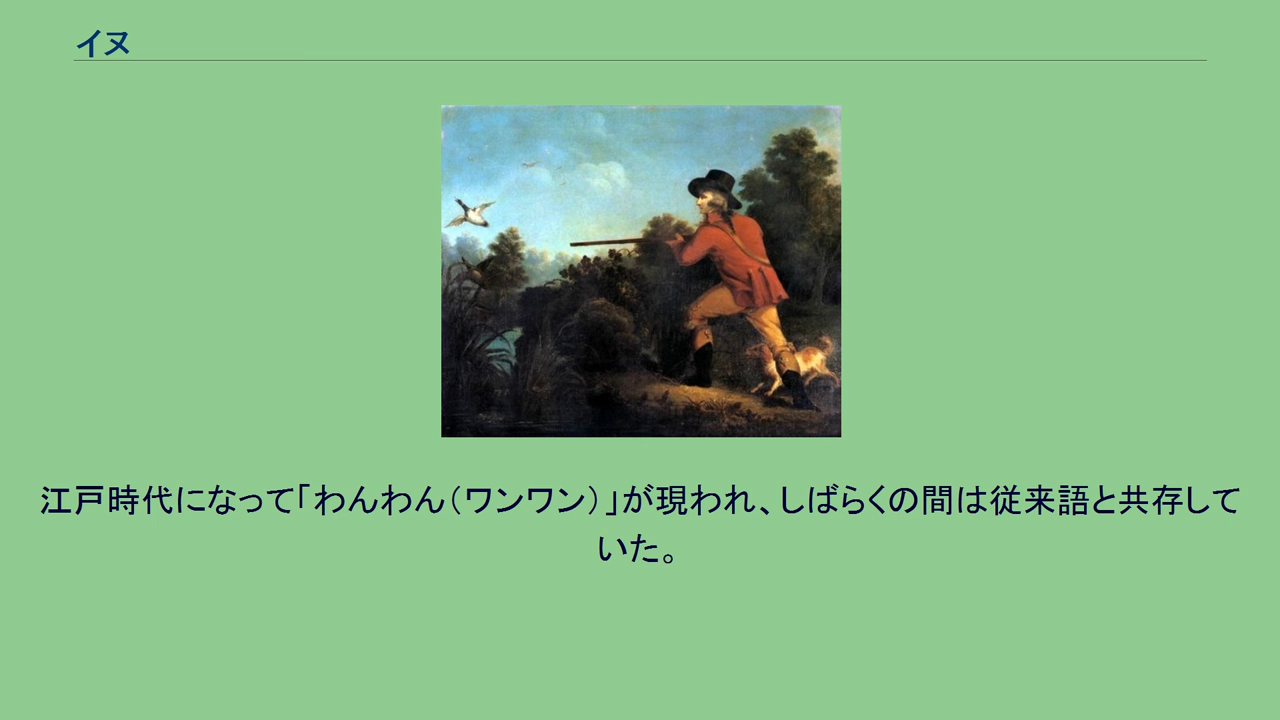 イヌ
江戸時代になって「わんわん（ワンワン）」が現われ、しばらくの間は従来語と共存して
いた。